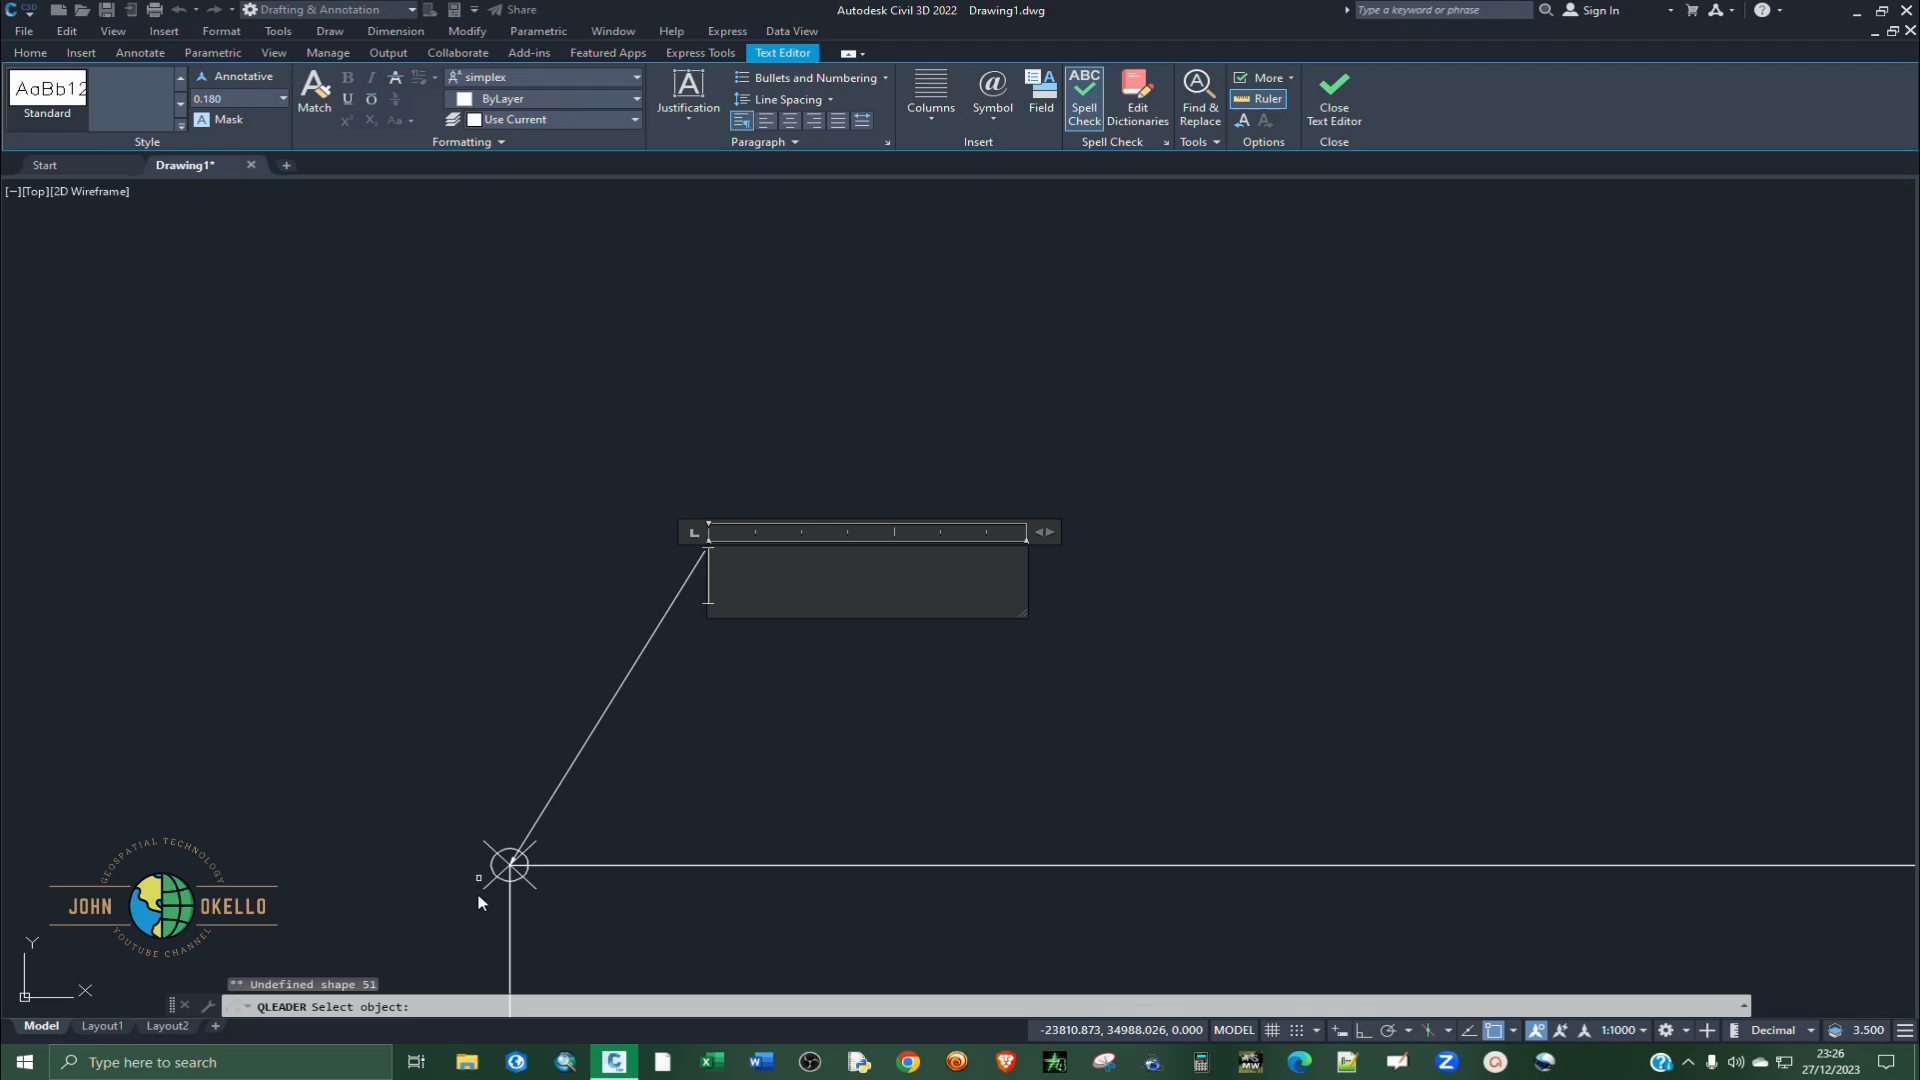 Drafting & Annotation
Share
Autodesk Civil 3D 2022 Drawing1.dwg
Type a keyword or phrase
Sign In
File Edit View Insert Format Tools Draw Dimension Modify Parametric Window Help Express Data View
Home Insert Annotate Parametric View Manage Output Collaborate Add-ins Featured Apps Express Tools Text Editor
AaBb12
Standard
Annotative
0.180
Mask
Style
Match
simplex
ByLayer
Use Current
Formatting
Justification
Bullets and Numbering
Line Spacing
Paragraph
Columns
Symbol
Field
Insert
ABC
Spell
Check
Edit
Dictionaries
Spell Check
Find &
Replace
Tools
More
Ruler
Options
Close
Text Editor
Close
Start
Drawing1*
[−][Top][2D Wireframe]
GEOSPATIAL TECHNOLOGY
JOHN OKELLO
YOUTUBE CHANNEL
Y
X
** Undefined shape 51
QLEADER Select object:
Model Layout1 Layout2
-23810.873, 34988.026, 0.000 MODEL
1:1000
Decimal
3.500
Type here to search
23:26
27/12/2023